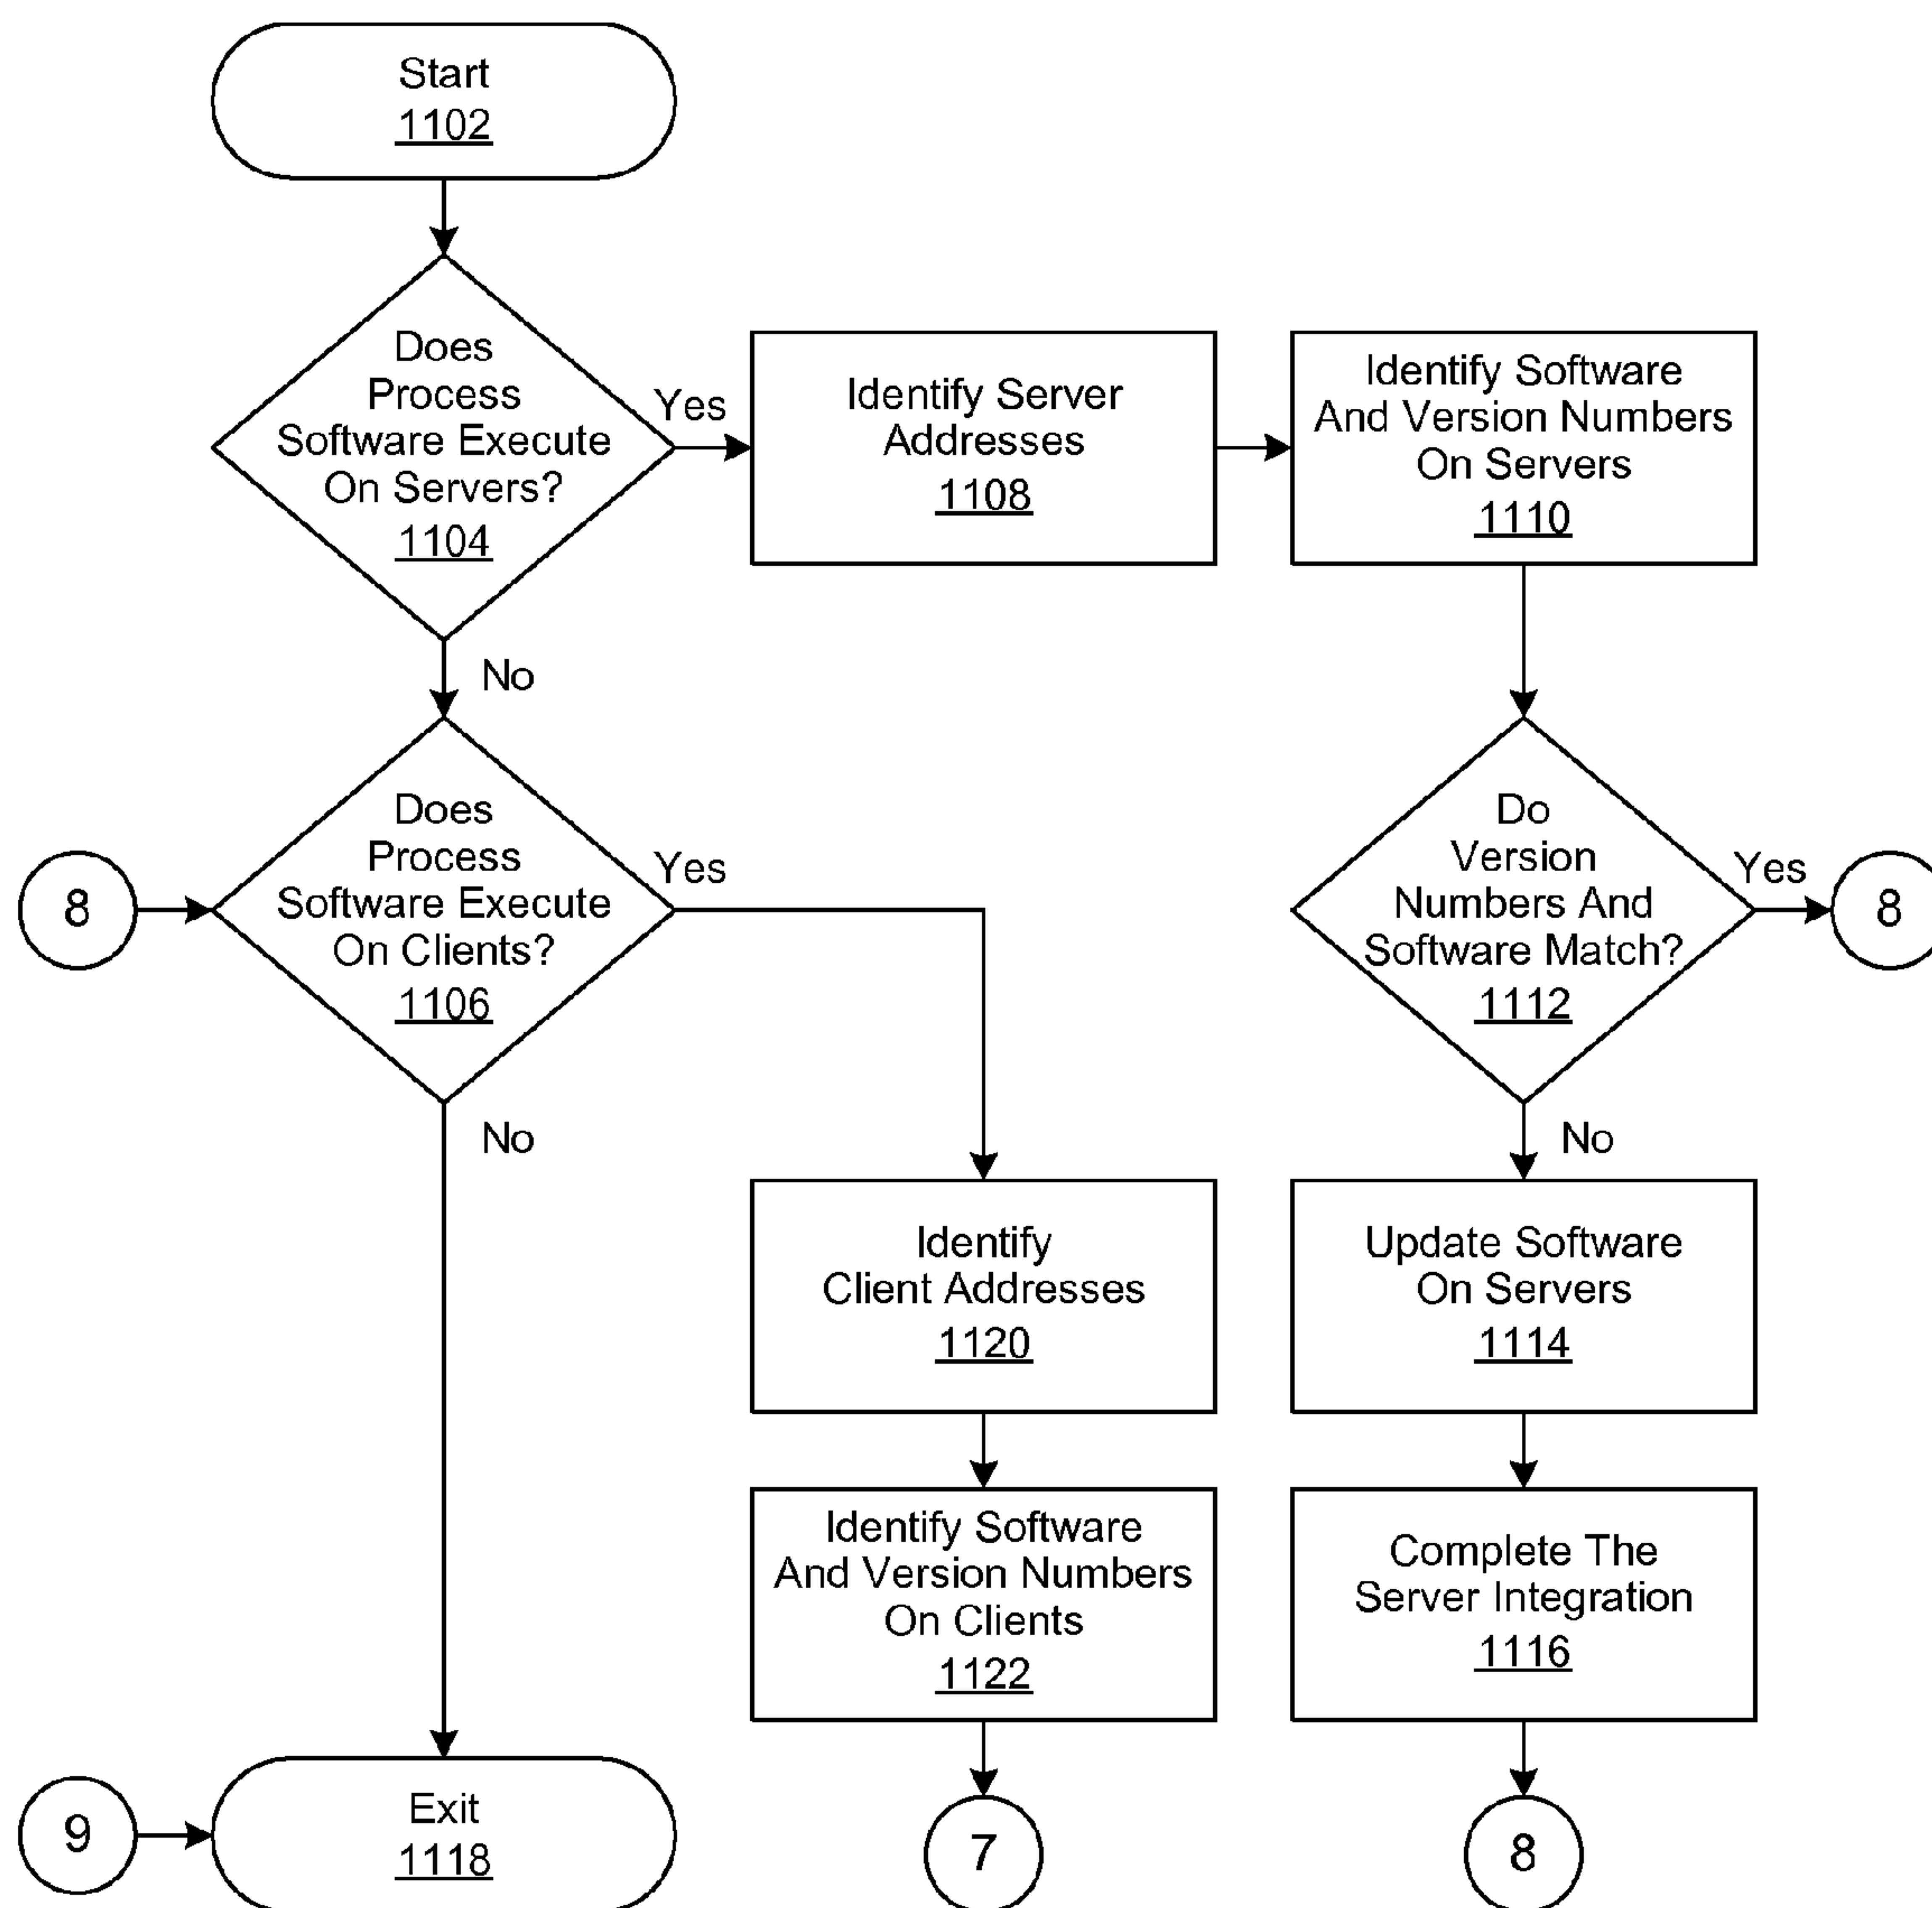 Start
1102
Does
Process
Software Execute
On Servers?
1104
Yes
No
Identify Server
Addresses
1108
Identify Software
And Version Numbers
On Servers
1110
8
Does
Process
Software Execute
On Clients?
1106
Yes
No
Do
Version
Numbers And
Software Match?
1112
Yes
8
No
Identify
Client Addresses
1120
Update Software
On Servers
1114
Identify Software
And Version Numbers
On Clients
1122
Complete The
Server Integration
1116
9
Exit
1118
7
8